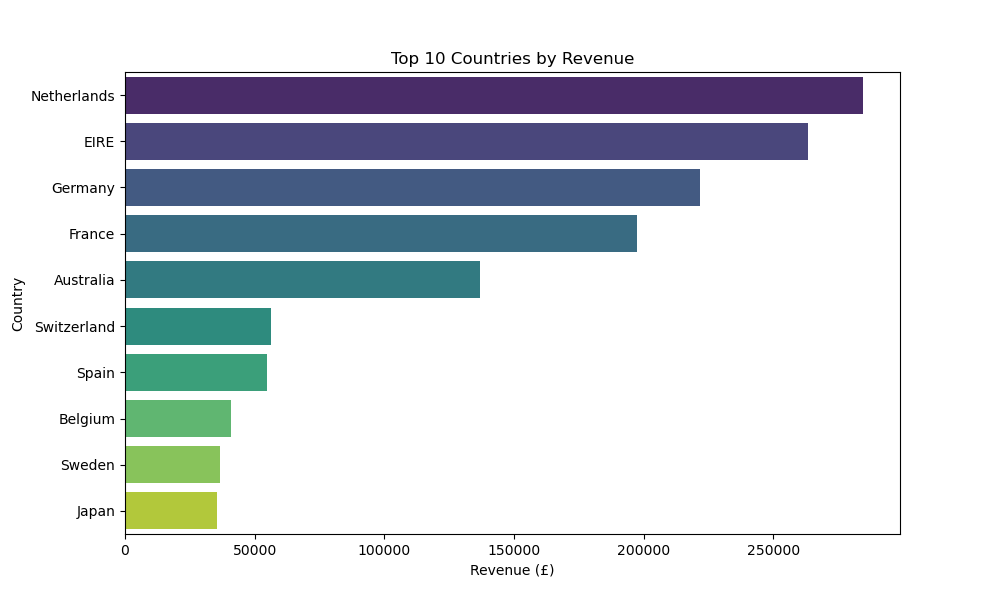 Top 10 Countries by Revenue
Country
Netherlands
EIRE
Germany
France
Australia
Switzerland
Spain
Belgium
Sweden
Japan
0 50000 100000 150000 200000 250000
Revenue (£)